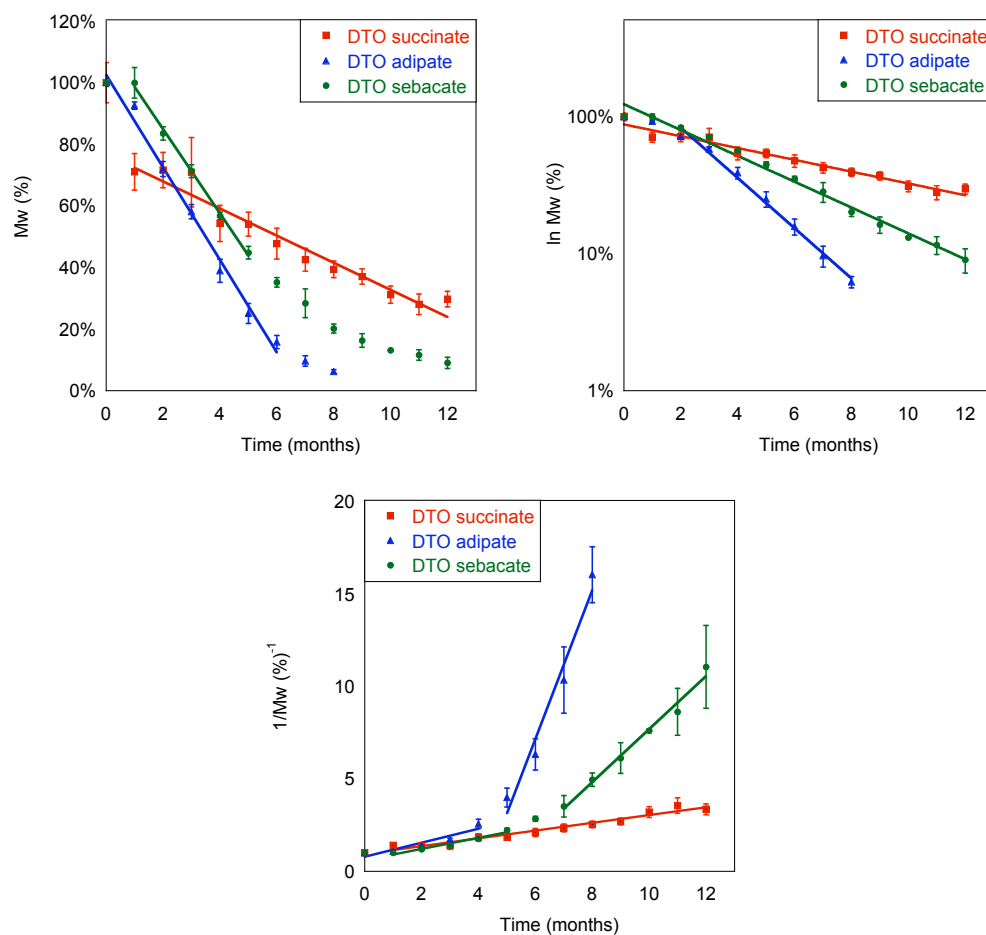 120%
100%
80%
60%
40%
20%
0%
Mw (%)
DTO succinate
DTO adipate
DTO sebacate
0 2 4 6 8 10 12
Time (months)
100%
10%
1%
ln Mw (%)
DTO succinate
DTO adipate
DTO sebacate
0 2 4 6 8 10 12
Time (months)
20
15
10
5
0
1/Mw (%)-1
DTO succinate
DTO adipate
DTO sebacate
0 2 4 6 8 10 12
Time (months)